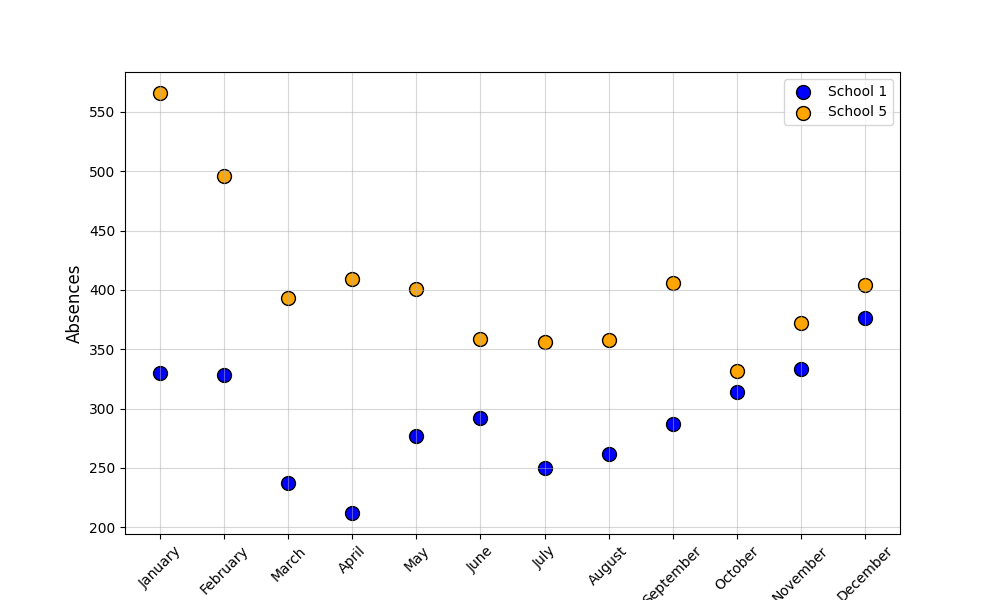 School 1
School 5
550
500
450
400
350
300
250
200
Absences
January
February
March
April
May
June
July
August
September
October
November
December